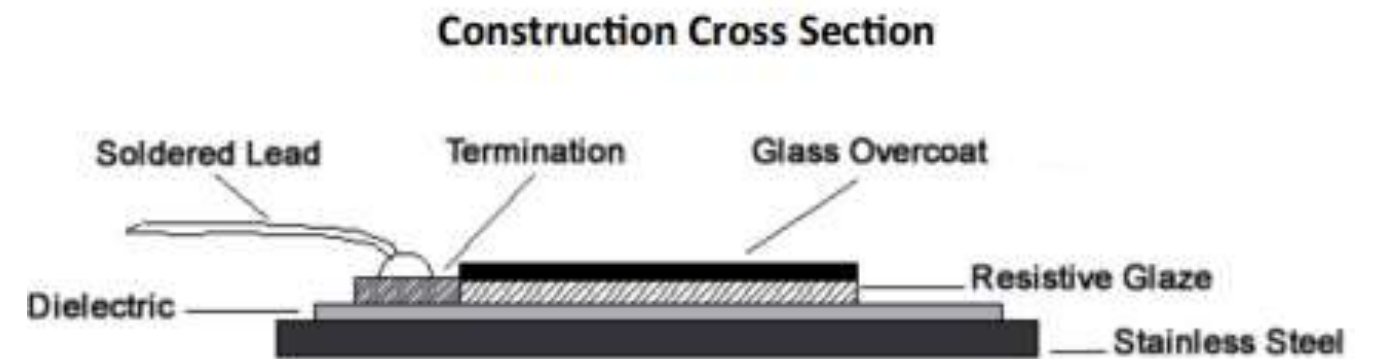 Construction Cross Section
Soldered Lead
Termination
Glass Overcoat
Resistive Glaze
Dielectric
Stainless Steel